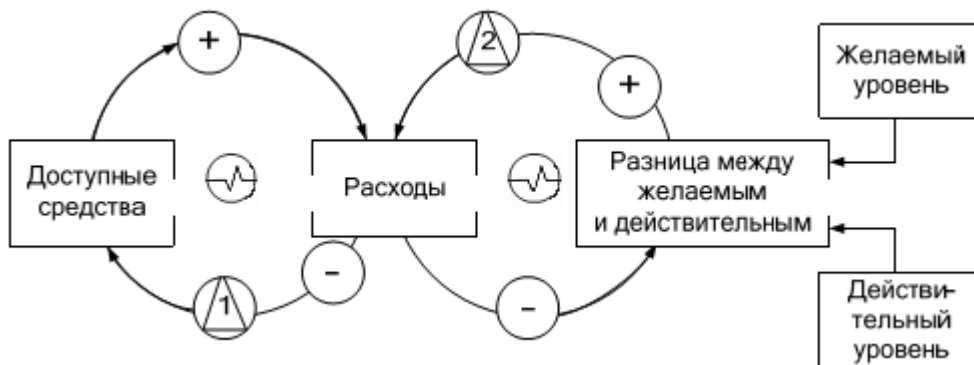 +
2
Желаемый
уровень
+
Доступные
средства
Расходы
Разница между
желаемым
и действительным
-
1
-
Действи-
тельный
уровень